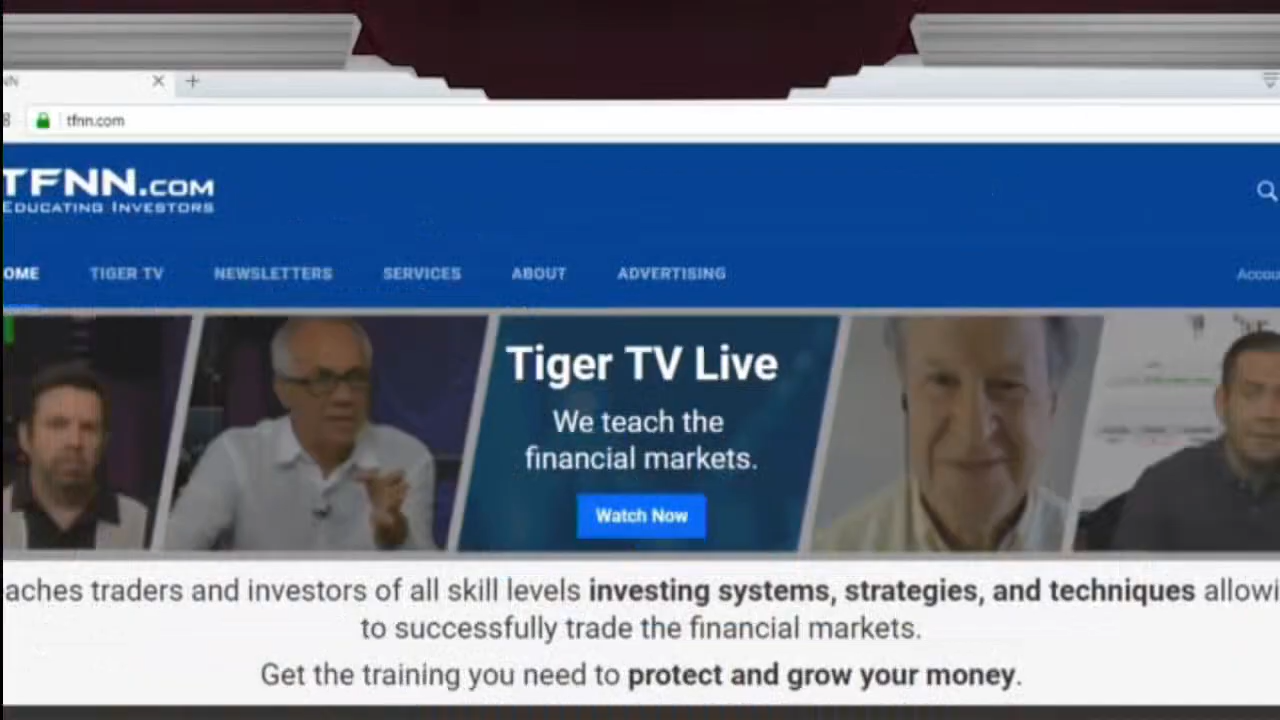 NN
8 tfnn.com
TFNN.COM
EDUCATING INVESTORS
OME TIGER TV NEWSLETTERS SERVICES ABOUT ADVERTISING Accou
Tiger TV Live
We teach the
financial markets.
Watch Now
aches traders and investors of all skill levels investing systems, strategies, and techniques allowi
to successfully trade the financial markets.
Get the training you need to protect and grow your money.